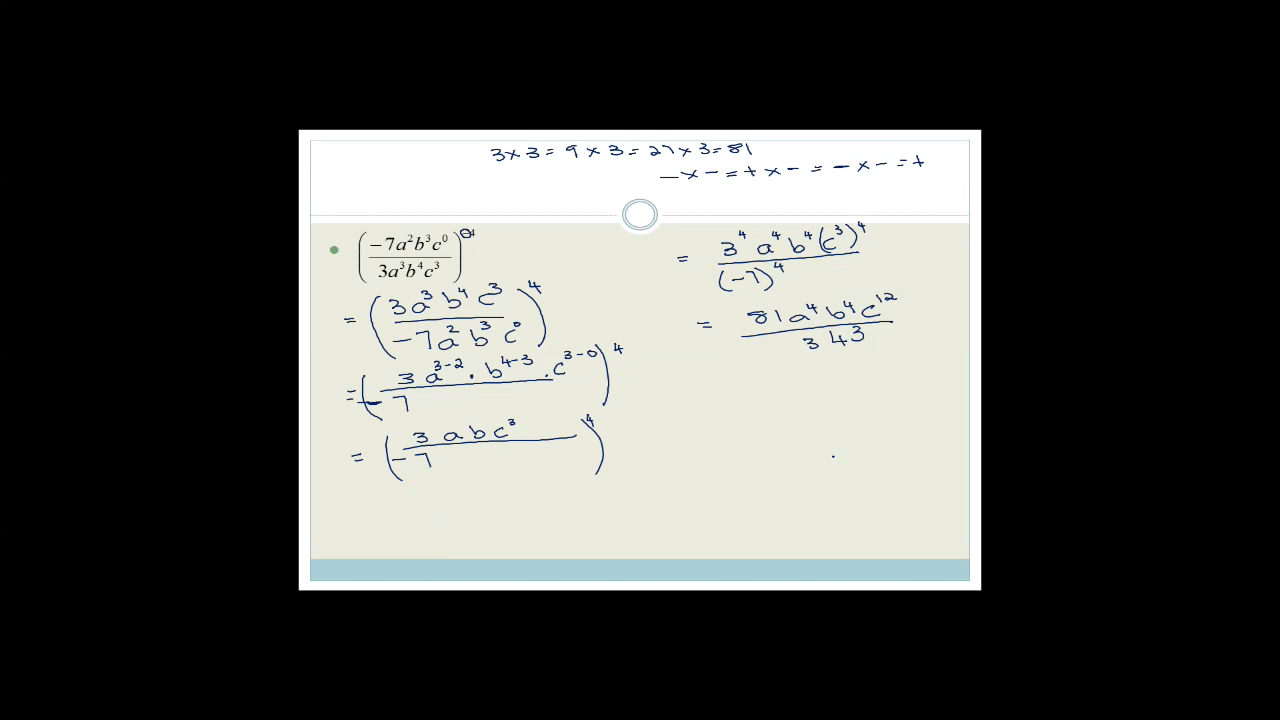 3 × 3 = 9 × 3 = 27 × 3 = 81
− × − = + × − = − × − = +
(−7a²b³c⁰ / 3a³b⁴c³)
= (3a³b⁴c³ / −7a²b³c⁰)⁴
= (3a³⁻²·b⁴⁻³·c³⁻⁰ / −7)⁴
= (3abc³ / −7)⁴
= 3⁴a⁴b⁴(c³)⁴ / (−7)⁴
= 81a⁴b⁴c¹² / 343